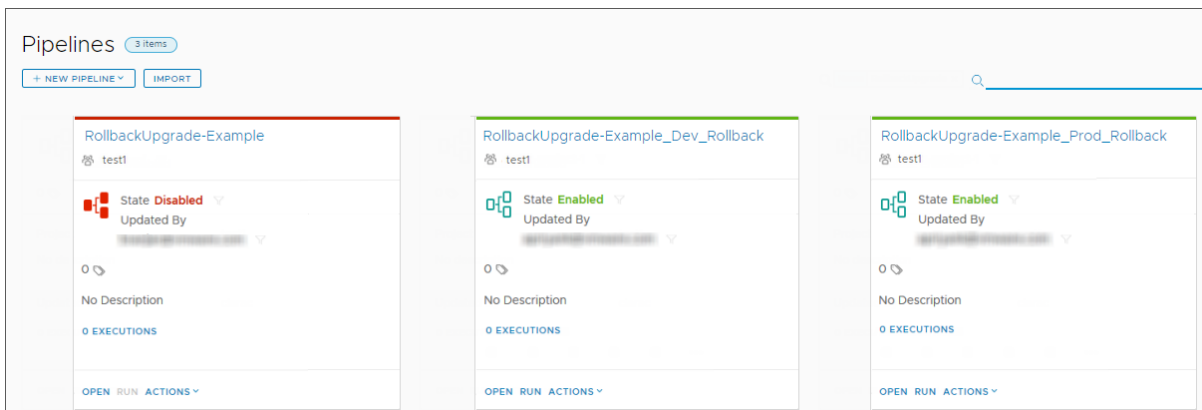 Pipelines 3 items
+ NEW PIPELINE IMPORT
RollbackUpgrade-Example
test1
State Disabled
Updated By
0
No Description
0 EXECUTIONS
OPEN RUN ACTIONS
RollbackUpgrade-Example_Dev_Rollback
test1
State Enabled
Updated By
0
No Description
0 EXECUTIONS
OPEN RUN ACTIONS
RollbackUpgrade-Example_Prod_Rollback
test1
State Enabled
Updated By
0
No Description
0 EXECUTIONS
OPEN RUN ACTIONS